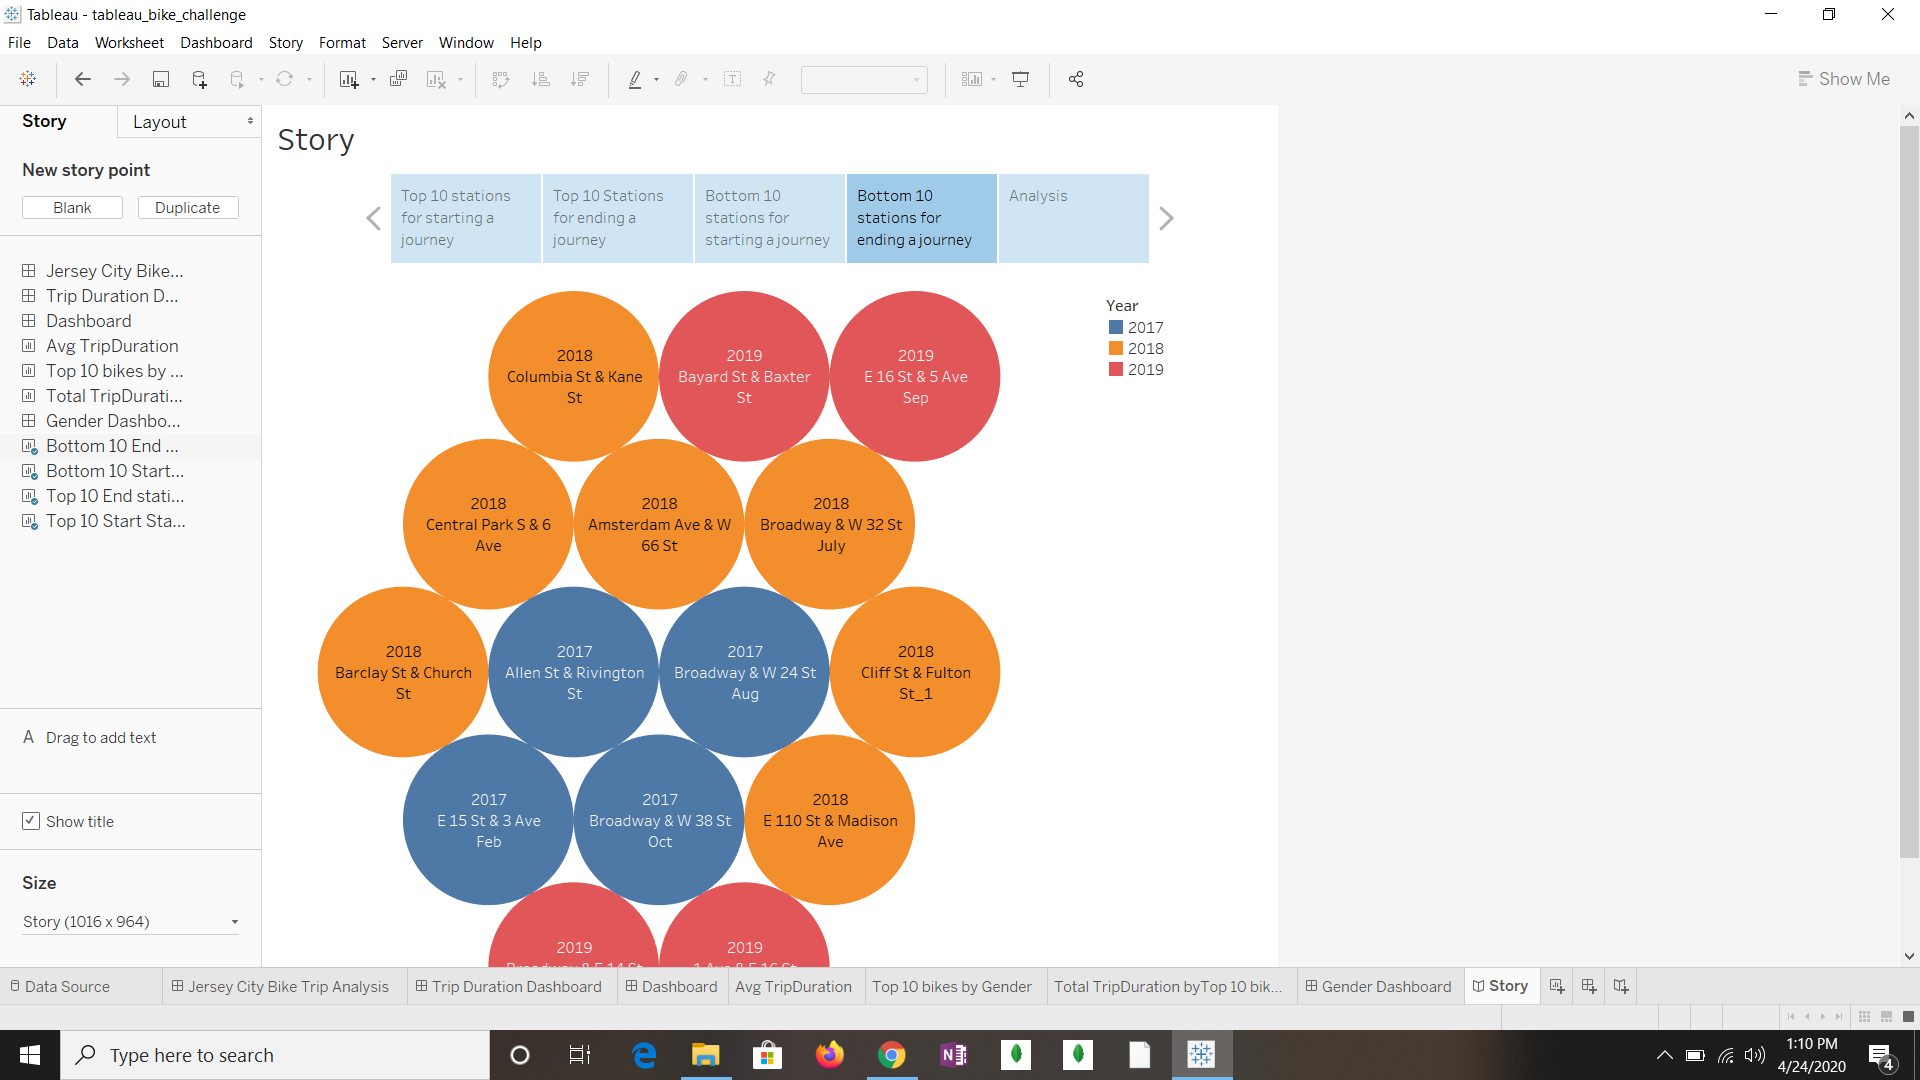 Tableau - tableau_bike_challenge
File Data Worksheet Dashboard Story Format Server Window Help
Show Me
Story Layout
New story point
Blank Duplicate
Jersey City Bike...
Trip Duration D...
Dashboard
Avg TripDuration
Top 10 bikes by ...
Total TripDurati...
Gender Dashbo...
Bottom 10 End ...
Bottom 10 Start...
Top 10 End stati...
Top 10 Start Sta...
A Drag to add text
Show title
Size
Story (1016 x 964)
Story
Top 10 stations
for starting a
journey
Top 10 Stations
for ending a
journey
Bottom 10
stations for
starting a journey
Bottom 10
stations for
ending a journey
Analysis
Year
2017
2018
2019
2018
Columbia St & Kane
St
2019
Bayard St & Baxter
St
2019
E 16 St & 5 Ave
Sep
2018
Central Park S & 6
Ave
2018
Amsterdam Ave & W
66 St
2018
Broadway & W 32 St
July
2018
Barclay St & Church
St
2017
Allen St & Rivington
St
2017
Broadway & W 24 St
Aug
2018
Cliff St & Fulton
St_1
2017
E 15 St & 3 Ave
Feb
2017
Broadway & W 38 St
Oct
2018
E 110 St & Madison
Ave
2019
Broadway & E 14 St
2019
1 Ave & E 16 St
Data Source Jersey City Bike Trip Analysis Trip Duration Dashboard Dashboard Avg TripDuration Top 10 bikes by Gender Total TripDuration byTop 10 bik... Gender Dashboard Story
Type here to search
1:10 PM
4/24/2020
4